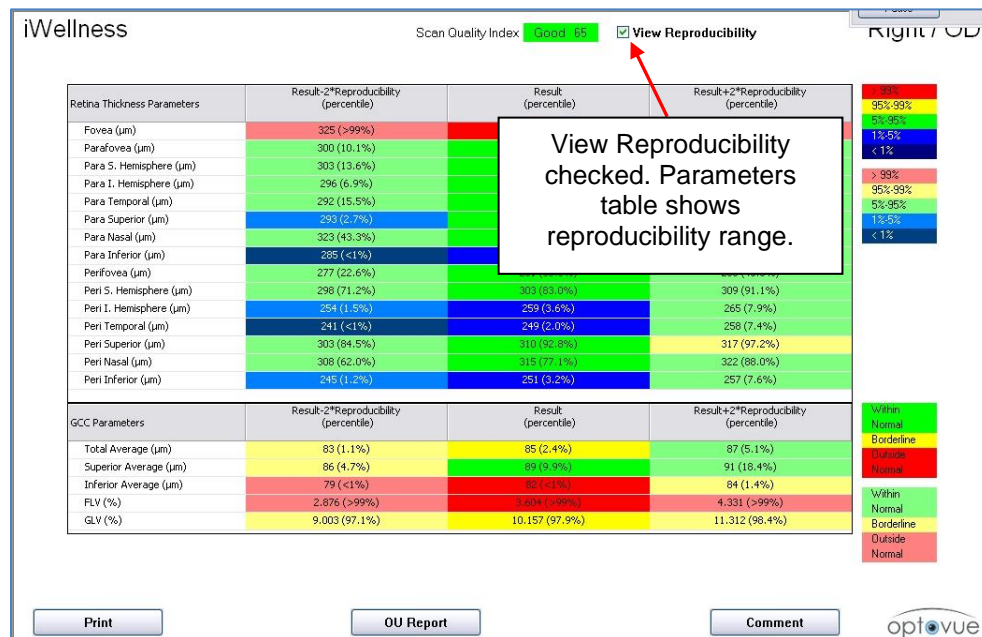 iWellness
Scan Quality Index Good 65 View Reproducibility
Right / OD
Retina Thickness Parameters Result-2*Reproducibility (percentile) Result (percentile) Result+2*Reproducibility (percentile)
Fovea (µm) 325 (>99%)
Parafovea (µm) 300 (10.1%)
Para S. Hemisphere (µm) 303 (13.6%)
Para I. Hemisphere (µm) 296 (6.9%)
Para Temporal (µm) 292 (15.5%)
Para Superior (µm) 293 (2.7%)
Para Nasal (µm) 323 (43.3%)
Para Inferior (µm) 285 (<1%)
Perifovea (µm) 277 (22.6%)
Peri S. Hemisphere (µm) 298 (71.2%) 303 (83.0%) 309 (91.1%)
Peri I. Hemisphere (µm) 254 (1.5%) 259 (3.6%) 265 (7.9%)
Peri Temporal (µm) 241 (<1%) 249 (2.0%) 258 (7.4%)
Peri Superior (µm) 303 (84.5%) 310 (92.8%) 317 (97.2%)
Peri Nasal (µm) 308 (62.0%) 315 (77.1%) 322 (88.0%)
Peri Inferior (µm) 245 (1.2%) 251 (3.2%) 257 (7.6%)
View Reproducibility
checked. Parameters
table shows
reproducibility range.
> 99%
95%-99%
5%-95%
1%-5%
< 1%
> 99%
95%-99%
5%-95%
1%-5%
< 1%
GCC Parameters Result-2*Reproducibility (percentile) Result (percentile) Result+2*Reproducibility (percentile)
Total Average (µm) 83 (1.1%) 85 (2.4%) 87 (5.1%)
Superior Average (µm) 86 (4.7%) 89 (9.9%) 91 (18.4%)
Inferior Average (µm) 79 (<1%) 82 (<1%) 84 (1.4%)
FLV (%) 2.876 (>99%) 3.604 (>99%) 4.331 (>99%)
GLV (%) 9.003 (97.1%) 10.157 (97.9%) 11.312 (98.4%)
Within
Normal
Borderline
Outside
Normal
Within
Normal
Borderline
Outside
Normal
Print OU Report Comment
optovue